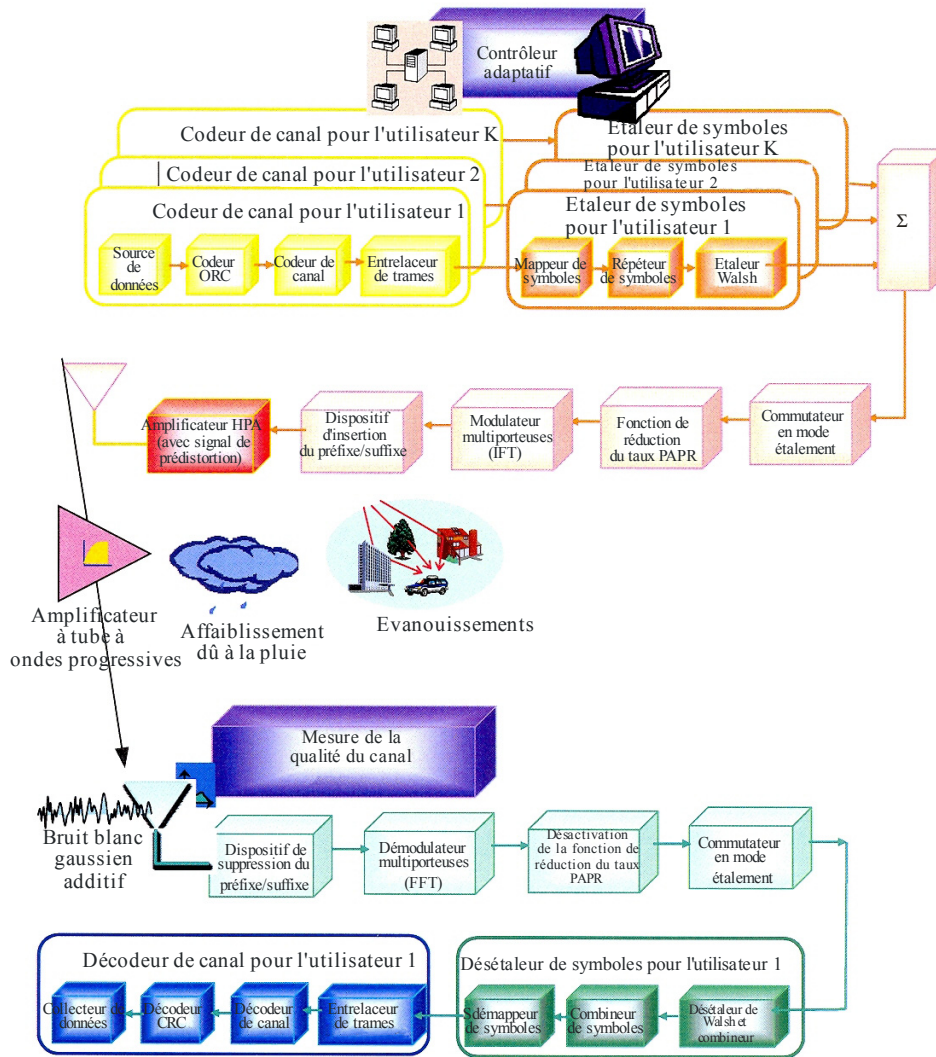 Contrôleur
adaptatif
Codeur de canal pour l'utilisateur K
Codeur de canal pour l'utilisateur 2
Codeur de canal pour l'utilisateur 1
Source
de
données
Codeur
ORC
Codeur de
canal
Entrelaceur
de trames
Etaleur de symboles
pour l'utilisateur K
Etaleur de symboles
pour l'utilisateur 2
Etaleur de symboles
pour l'utilisateur 1
Mappeur de
symboles
Répéteur
de symboles
Etaleur
Walsh
Σ
Amplificateur HPA
(avec signal de
prédistortion)
Dispositif
d'insertion
du préfixe/suffixe
Modulateur
multiporteuses
(IFT)
Fonction de
réduction
du taux PAPR
Commutateur
en mode
étalement
Amplificateur
à tube à
ondes progressives
Affaiblissement
dû à la pluie
Evanouissements
Mesure de la
qualité du canal
Bruit blanc
gaussien
additif
Dispositif de
suppression du
préfixe/suffixe
Démodulateur
multiporteuses
(FFT)
Désactivation
de la fonction de
réduction du taux
PAPR
Commutateur
en mode
étalement
Décodeur de canal pour l'utilisateur 1
Collecteur de
données
Décodeur
CRC
Décodeur
de canal
Entrelaceur
de trames
Désétaleur de symboles pour l'utilisateur 1
Sdémappeur
de symboles
Combineur
de symboles
Désétaleur de
Walsh et
combineur